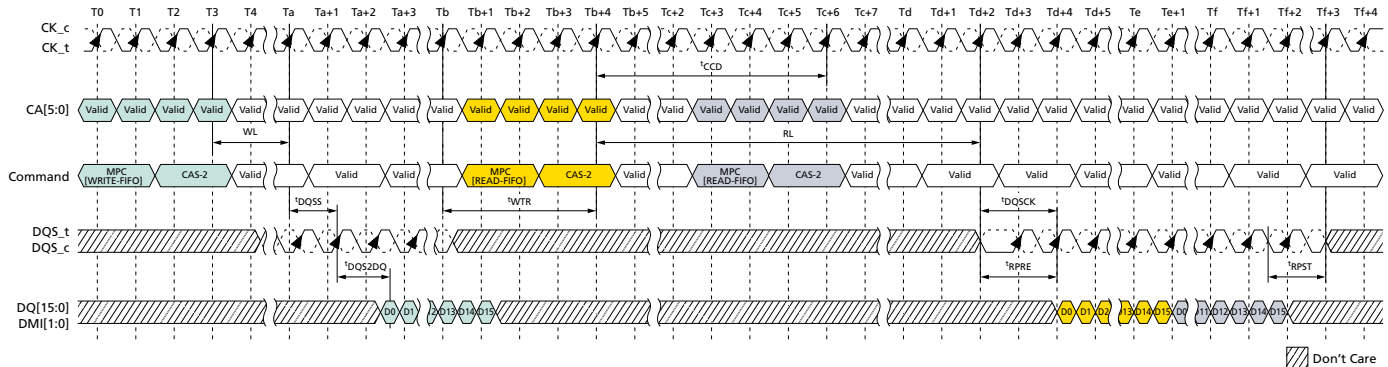 T0 T1 T2 T3 T4 Ta Ta+1 Ta+2 Ta+3 Tb Tb+1 Tb+2 Tb+3 Tb+4 Tb+5 Tc+2 Tc+3 Tc+4 Tc+5 Tc+6 Tc+7 Td Td+1 Td+2 Td+3 Td+4 Td+5 Te Te+1 Tf Tf+1 Tf+2 Tf+3 Tf+4
CK_c
CK_t
tCCD
CA[5:0] Valid Valid Valid Valid Valid Valid Valid Valid Valid Valid Valid Valid Valid Valid Valid Valid Valid Valid Valid Valid Valid Valid Valid Valid Valid Valid Valid Valid Valid Valid Valid Valid Valid Valid
WL RL
Command MPC [WRITE-FIFO] CAS-2 Valid Valid Valid MPC [READ-FIFO] CAS-2 Valid MPC [READ-FIFO] CAS-2 Valid Valid Valid Valid Valid Valid
tDQSS tWTR tDQSCK
DQS_t
DQS_c
tDQS2DQ tRPRE tRPST
DQ[15:0] D0 D1 D13 D14 D15 D0 D1 D2 D13 D14 D15 D0 D11 D12 D13 D14 D15
DMI[1:0]
Don't Care